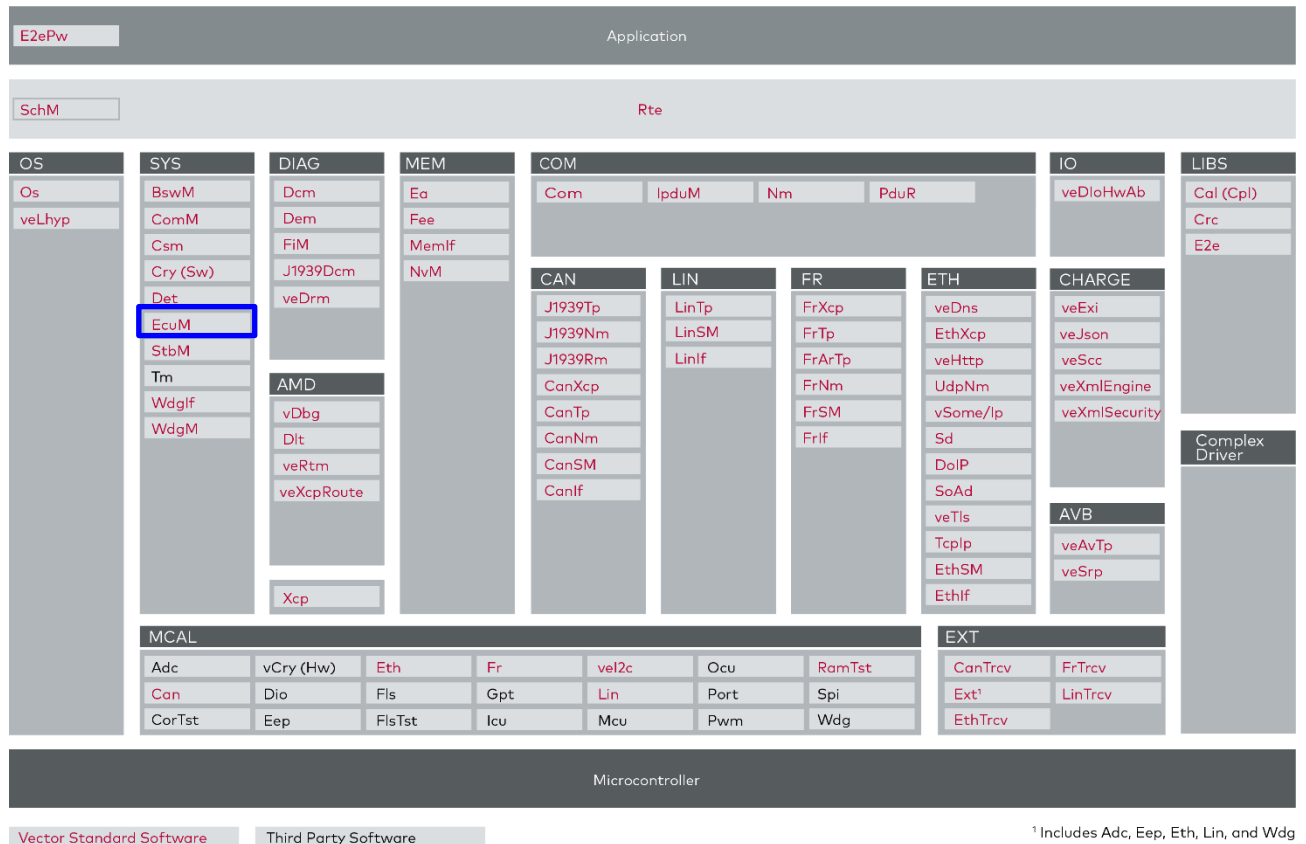 E2ePw
Application
SchM
Rte
OS
Os
veLhyp
SYS
BswM
ComM
Csm
Cry (Sw)
Det
EcuM
StbM
Tm
WdgIf
WdgM
DIAG
Dcm
Dem
FiM
J1939Dcm
veDrm
AMD
vDbg
Dlt
veRtm
veXcpRoute
Xcp
MEM
Ea
Fee
MemIf
NvM
COM
Com
IpduM
Nm
PduR
CAN
J1939Tp
J1939Nm
J1939Rm
CanXcp
CanTp
CanNm
CanSM
CanIf
LIN
LinTp
LinSM
LinIf
FR
FrXcp
FrTp
FrArTp
FrNm
FrSM
FrIf
ETH
veDns
EthXcp
veHttp
UdpNm
vSome/Ip
Sd
DoIP
SoAd
veTls
TcpIp
EthSM
EthIf
IO
veDIoHwAb
CHARGE
veExi
veJson
veScc
veXmlEngine
veXmlSecurity
AVB
veAvTp
veSrp
LIBS
Cal (Cpl)
Crc
E2e
Complex
Driver
MCAL
Adc
vCry (Hw)
Eth
Fr
veI2c
Ocu
RamTst
Can
Dio
Fls
Gpt
Lin
Port
Spi
CorTst
Eep
FlsTst
Icu
Mcu
Pwm
Wdg
EXT
CanTrcv
FrTrcv
Ext¹
LinTrcv
EthTrcv
Microcontroller
Vector Standard Software
Third Party Software
¹ Includes Adc, Eep, Eth, Lin, and Wdg